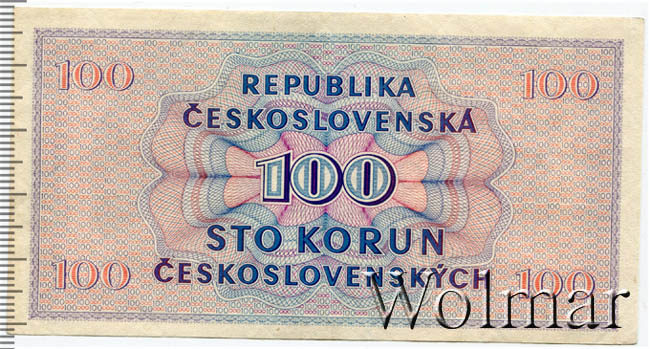 100 100
REPUBLIKA
ČESKOSLOVENSKÁ
100
STO KORUN
ČESKOSLOVENSKÝCH
100 100
Wolmar